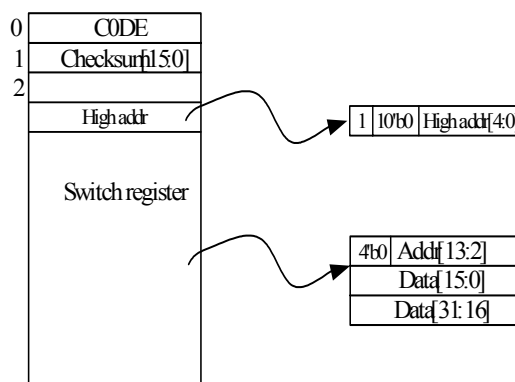 0 C0DE
1 Checksum[15:0]
2
High addr
1 10'b0 High addr[4:0
Switch register
4'b0 Addr[13:2]
Data[15:0]
Data[31:16]